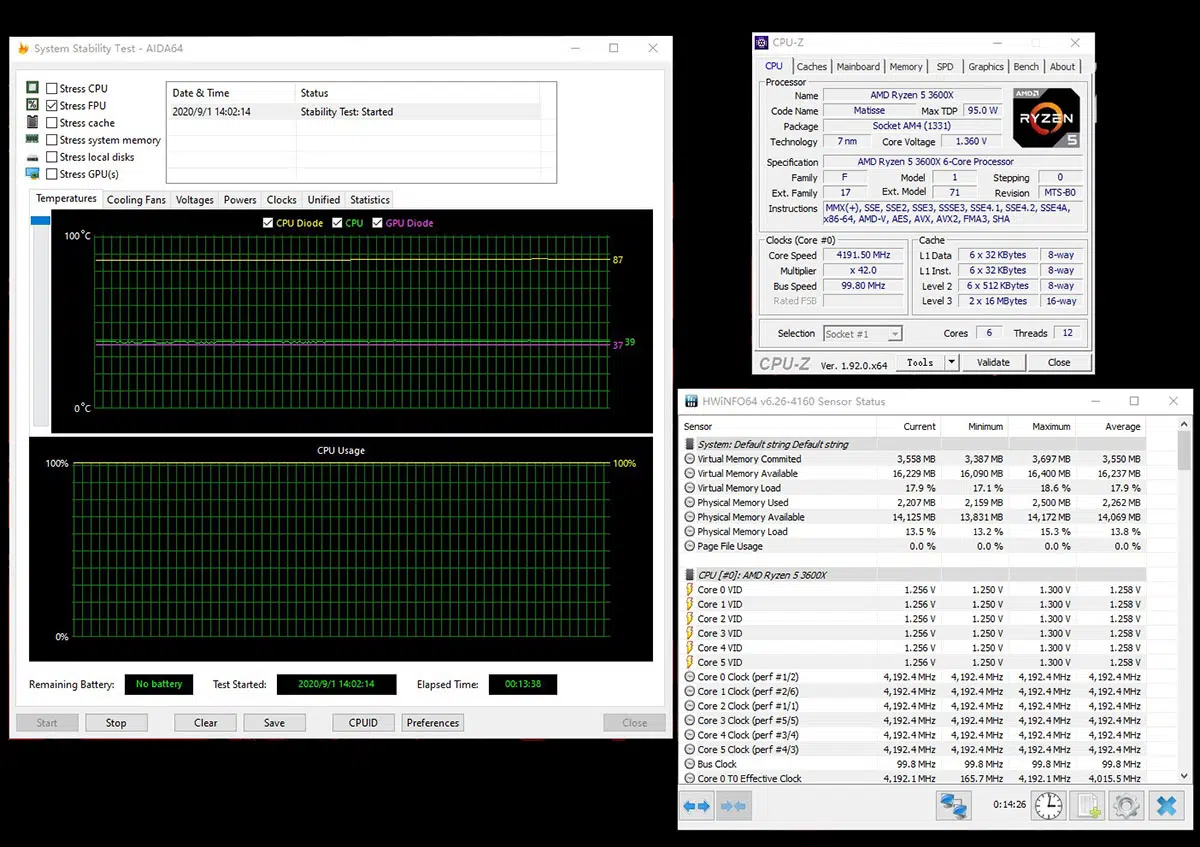 System Stability Test - AIDA64
Stress CPU
Stress FPU
Stress cache
Stress system memory
Stress local disks
Stress GPU(s)
Date & Time Status
2020/9/1 14:02:14 Stability Test: Started
Temperatures Cooling Fans Voltages Powers Clocks Unified Statistics
CPU Diode CPU GPU Diode
100°C
87
37 39
0°C
CPU Usage
100% 100%
0%
Remaining Battery: No battery Test Started: 2020/9/1 14:02:14 Elapsed Time: 00:13:38
Start Stop Clear Save CPUID Preferences Close
CPU-Z
CPU Caches Mainboard Memory SPD Graphics Bench About
Processor
Name AMD Ryzen 5 3600X
Code Name Matisse Max TDP 95.0 W
Package Socket AM4 (1331)
Technology 7 nm Core Voltage 1.360 V
AMD
RYZEN
5
Specification AMD Ryzen 5 3600X 6-Core Processor
Family F Model 1 Stepping 0
Ext. Family 17 Ext. Model 71 Revision MTS-B0
Instructions MMX(+), SSE, SSE2, SSE3, SSSE3, SSE4.1, SSE4.2, SSE4A,
x86-64, AMD-V, AES, AVX, AVX2, FMA3, SHA
Clocks (Core #0)
Core Speed 4191.50 MHz
Multiplier x 42.0
Bus Speed 99.80 MHz
Rated FSB
Cache
L1 Data 6 x 32 KBytes 8-way
L1 Inst. 6 x 32 KBytes 8-way
Level 2 6 x 512 KBytes 8-way
Level 3 2 x 16 MBytes 16-way
Selection Socket #1 Cores 6 Threads 12
CPU-Z Ver. 1.92.0.x64 Tools Validate Close
HWiNFO64 v6.26-4160 Sensor Status
Sensor Current Minimum Maximum Average
System: Default string Default string
Virtual Memory Commited 3,558 MB 3,387 MB 3,697 MB 3,550 MB
Virtual Memory Available 16,229 MB 16,090 MB 16,400 MB 16,237 MB
Virtual Memory Load 17.9 % 17.1 % 18.6 % 17.9 %
Physical Memory Used 2,207 MB 2,159 MB 2,500 MB 2,262 MB
Physical Memory Available 14,125 MB 13,831 MB 14,172 MB 14,069 MB
Physical Memory Load 13.5 % 13.2 % 15.3 % 13.8 %
Page File Usage 0.0 % 0.0 % 0.0 % 0.0 %
CPU [#0]: AMD Ryzen 5 3600X
Core 0 VID 1.256 V 1.250 V 1.300 V 1.258 V
Core 1 VID 1.256 V 1.250 V 1.300 V 1.258 V
Core 2 VID 1.256 V 1.250 V 1.300 V 1.258 V
Core 3 VID 1.256 V 1.250 V 1.300 V 1.258 V
Core 4 VID 1.256 V 1.250 V 1.300 V 1.258 V
Core 5 VID 1.256 V 1.250 V 1.300 V 1.258 V
Core 0 Clock (perf #1/2) 4,192.4 MHz 4,192.4 MHz 4,192.4 MHz 4,192.4 MHz
Core 1 Clock (perf #2/6) 4,192.4 MHz 4,192.4 MHz 4,192.4 MHz 4,192.4 MHz
Core 2 Clock (perf #1/1) 4,192.4 MHz 4,192.4 MHz 4,192.4 MHz 4,192.4 MHz
Core 3 Clock (perf #5/5) 4,192.4 MHz 4,192.4 MHz 4,192.4 MHz 4,192.4 MHz
Core 4 Clock (perf #3/4) 4,192.4 MHz 4,192.4 MHz 4,192.4 MHz 4,192.4 MHz
Core 5 Clock (perf #4/3) 4,192.4 MHz 4,192.4 MHz 4,192.4 MHz 4,192.4 MHz
Bus Clock 99.8 MHz 99.8 MHz 99.8 MHz 99.8 MHz
Core 0 T0 Effective Clock 4,192.1 MHz 165.7 MHz 4,192.1 MHz 4,015.5 MHz
0:14:26